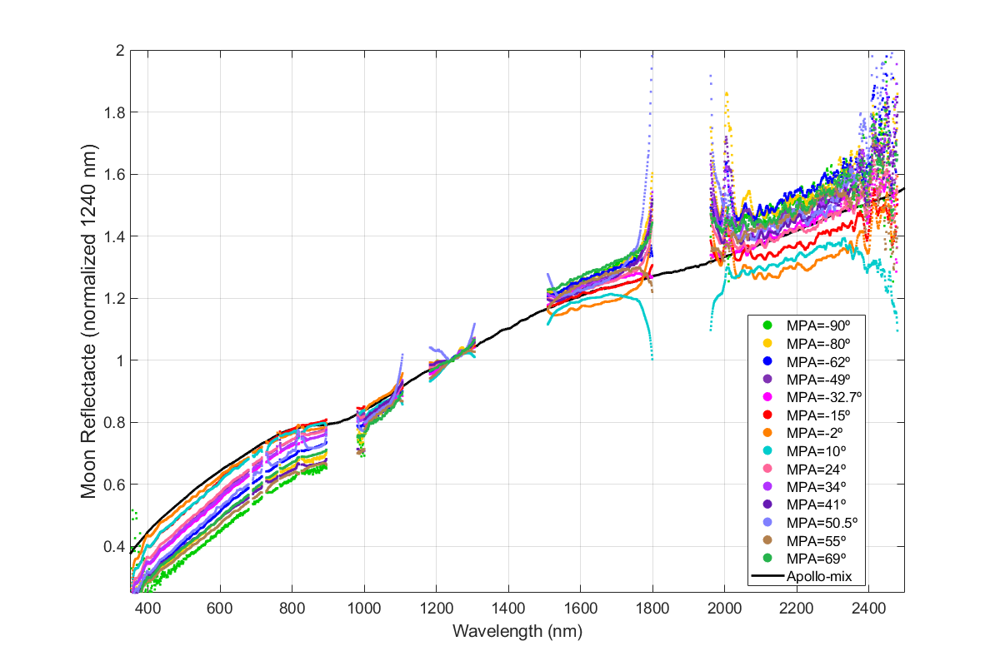 2
1.8
1.6
1.4
1.2
1
0.8
0.6
0.4
Moon Reflectacte (normalized 1240 nm)
400 600 800 1000 1200 1400 1600 1800 2000 2200 2400
Wavelength (nm)
MPA=-90º
MPA=-80º
MPA=-62º
MPA=-49º
MPA=-32.7º
MPA=-15º
MPA=-2º
MPA=10º
MPA=24º
MPA=34º
MPA=41º
MPA=50.5º
MPA=55º
MPA=69º
Apollo-mix